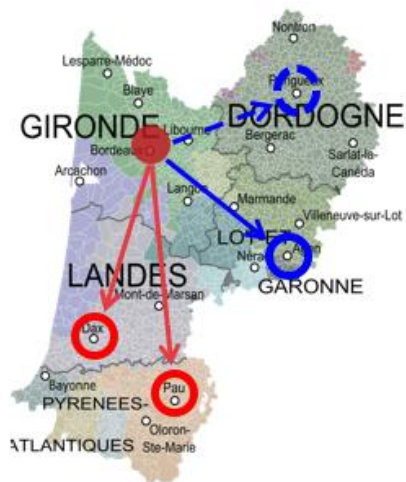 Nontron
Lesparre-Médoc
Blaye
Périgueux
DORDOGNE
GIRONDE
Libourne
Bordeaux
Bergerac
Sarlat-la-
Canéda
Arcachon
Langon
Marmande
Villeneuve-sur-Lot
LOT-ET-
Agen
Nérac
GARONNE
LANDES
Mont-de-Marsan
Dax
Bayonne
Pau
PYRENEES-
Oloron-
Ste-Marie
ATLANTIQUES